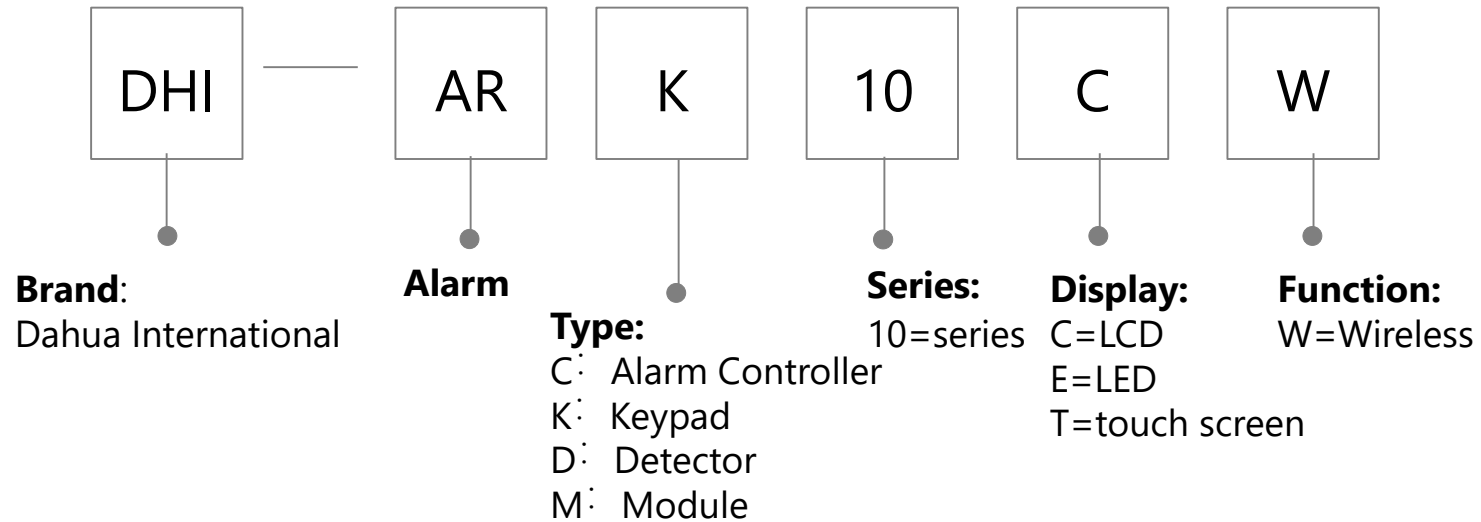 DHI — AR K 10 C W
Brand:
Dahua International
Alarm
Type:
C: Alarm Controller
K: Keypad
D: Detector
M: Module
Series:
10=series
Display:
C=LCD
E=LED
T=touch screen
Function:
W=Wireless